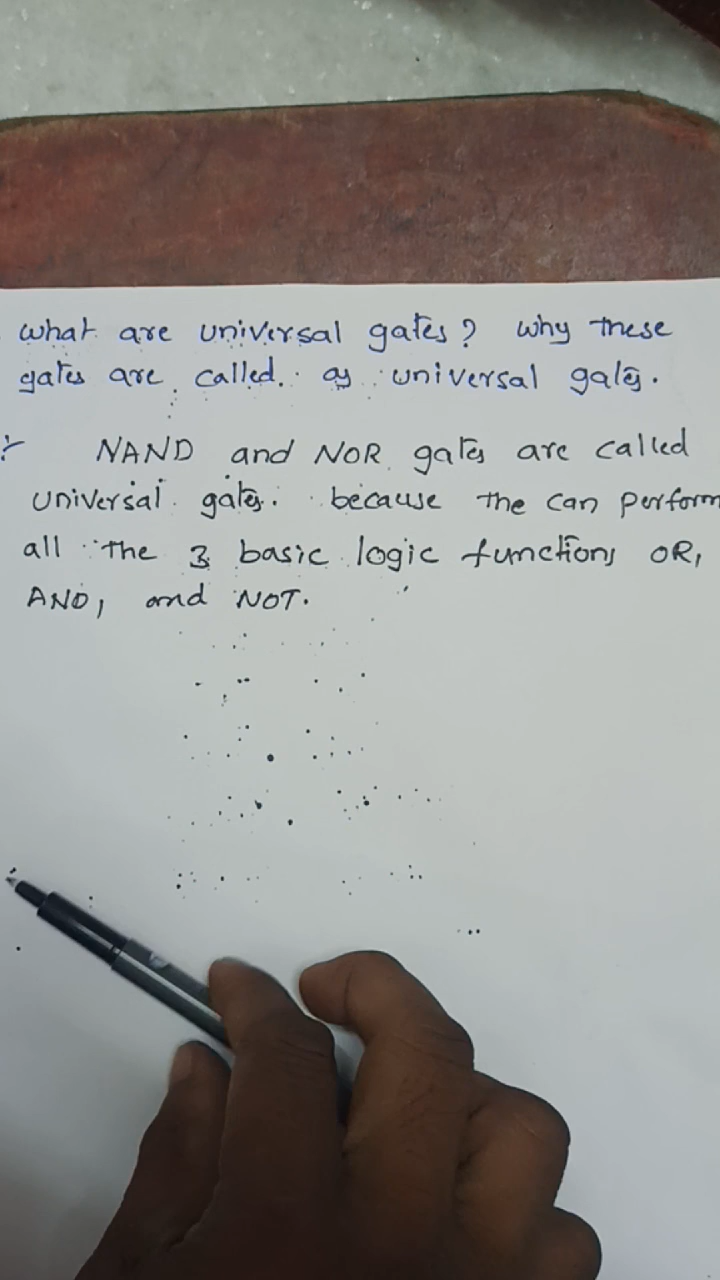 what are universal gates? why these
gates are called. as universal gates.
:- NAND and NOR gates are called
universal gates. because the can perform
all the 3 basic logic functions OR,
AND, and NOT.